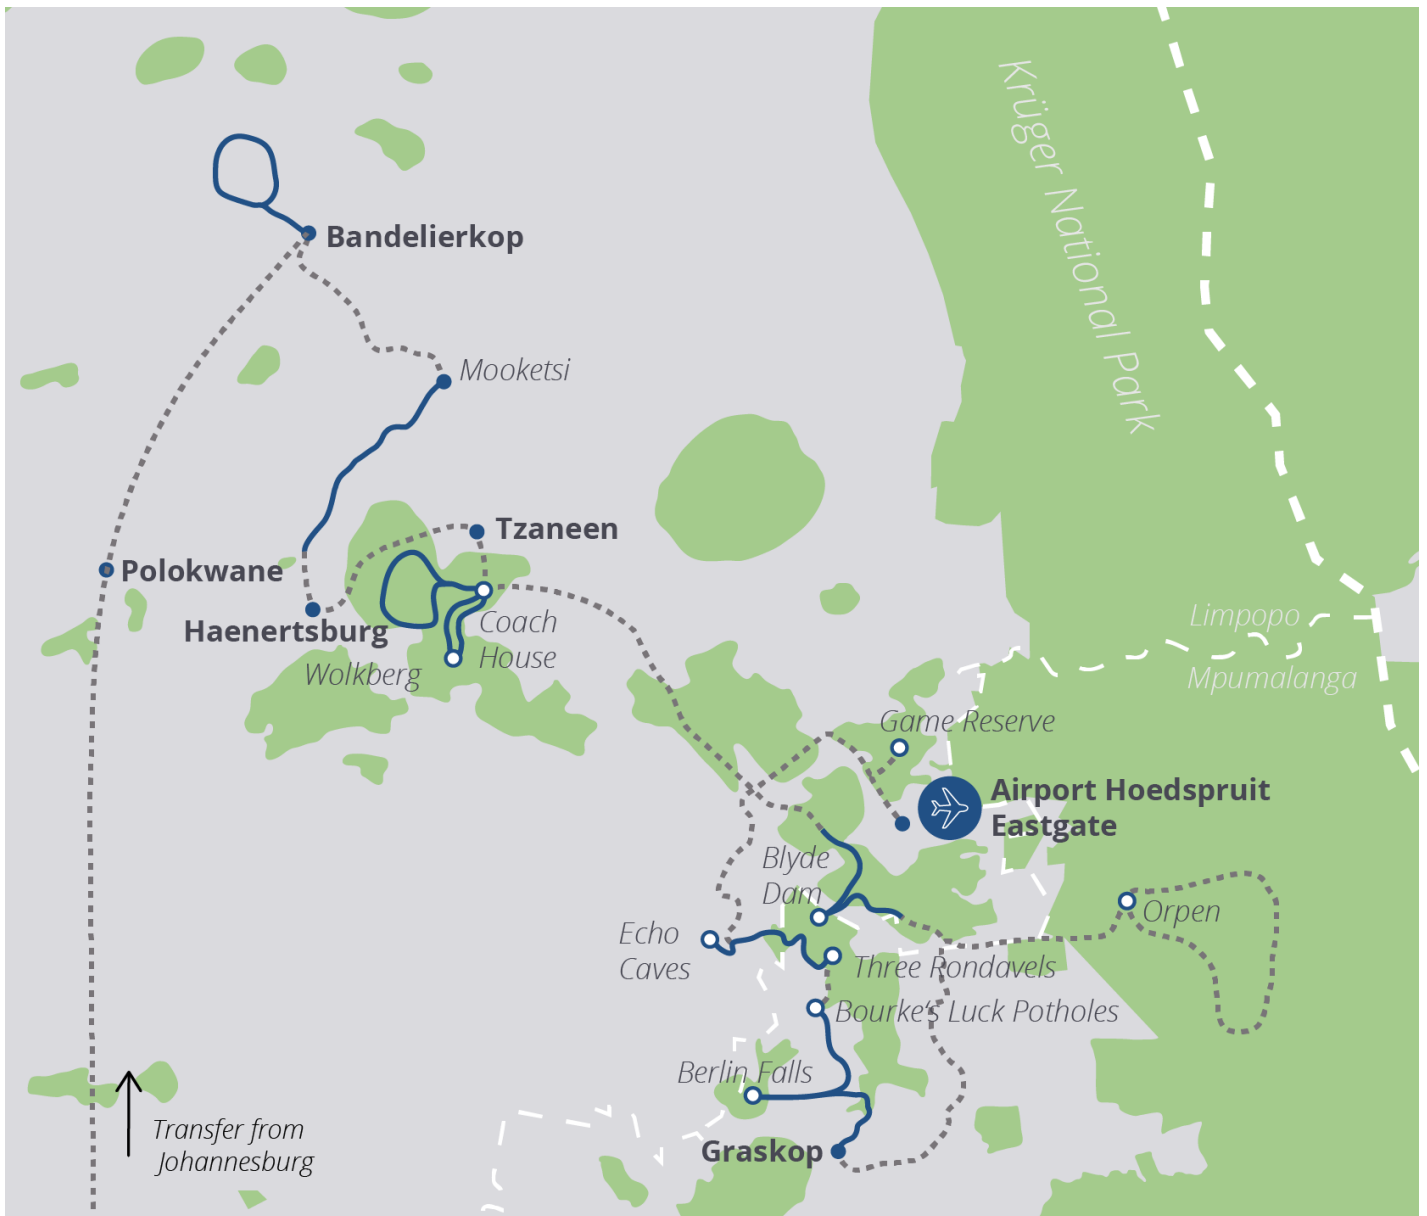 Krüger National Park
Bandelierkop
Mooketsi
Tzaneen
Polokwane
Haenertsburg
Coach
House
Wolkberg
Limpopo
Mpumalanga
Game Reserve
Airport Hoedspruit
Eastgate
Blyde
Dam
Orpen
Echo
Caves
Three Rondavels
Bourke‘s Luck Potholes
Berlin Falls
Graskop
Transfer from
Johannesburg